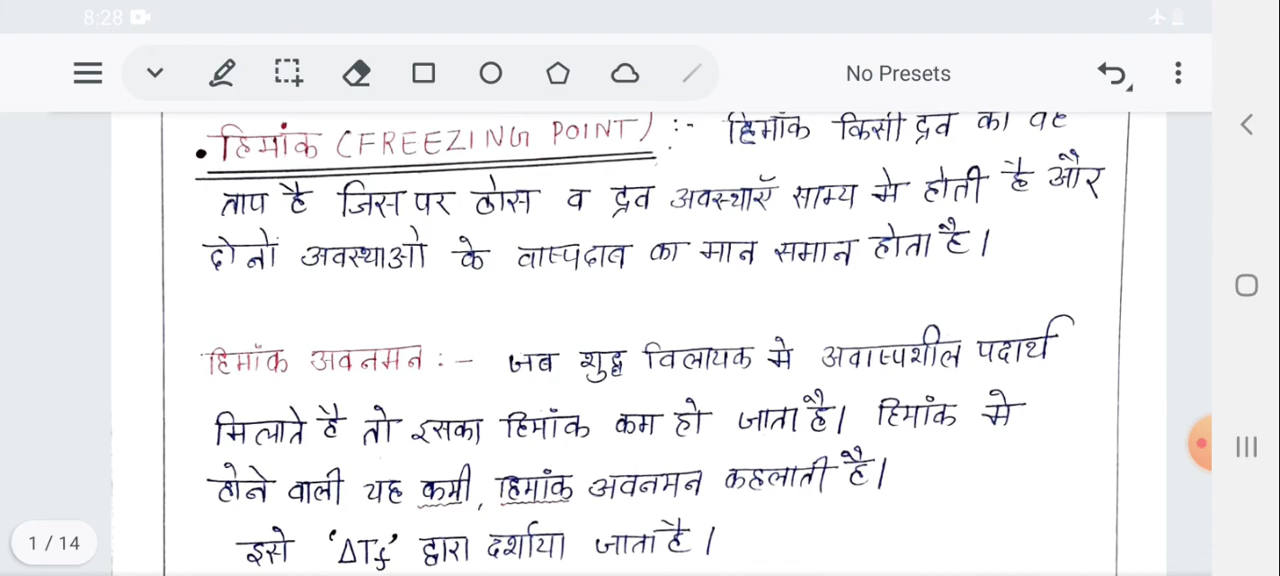 8:28
No Presets
• हिमांक (FREEZING POINT) :- हिमाँक किसी द्रव का वह
ताप है जिस पर ठोस व द्रव अवस्थाएँ साम्य मे होती है और
दोनों अवस्थाओ के वाष्पदाब का मान समान होता है।
हिमाँक अवनमन :- जब शुद्ध विलायक मे अवाष्पशील पदार्थ
मिलाते है तो इसका हिमाँक कम हो जाता है। हिमांक मे
होने वाली यह कमी, हिमांक अवनमन कहलाती है।
इसे 'ΔTf' द्वारा दर्शाया जाता है।
1 / 14